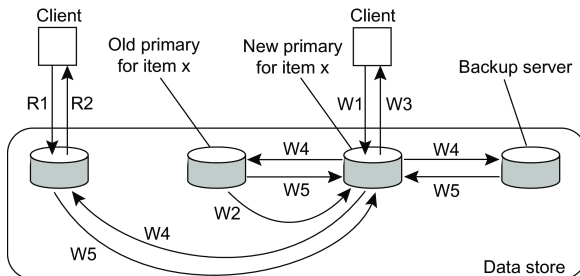 Client
Client
Old primary
for item x
New primary
for item x
Backup server
R1
R2
W1
W3
W4
W4
W5
W5
W2
W4
W5
Data store